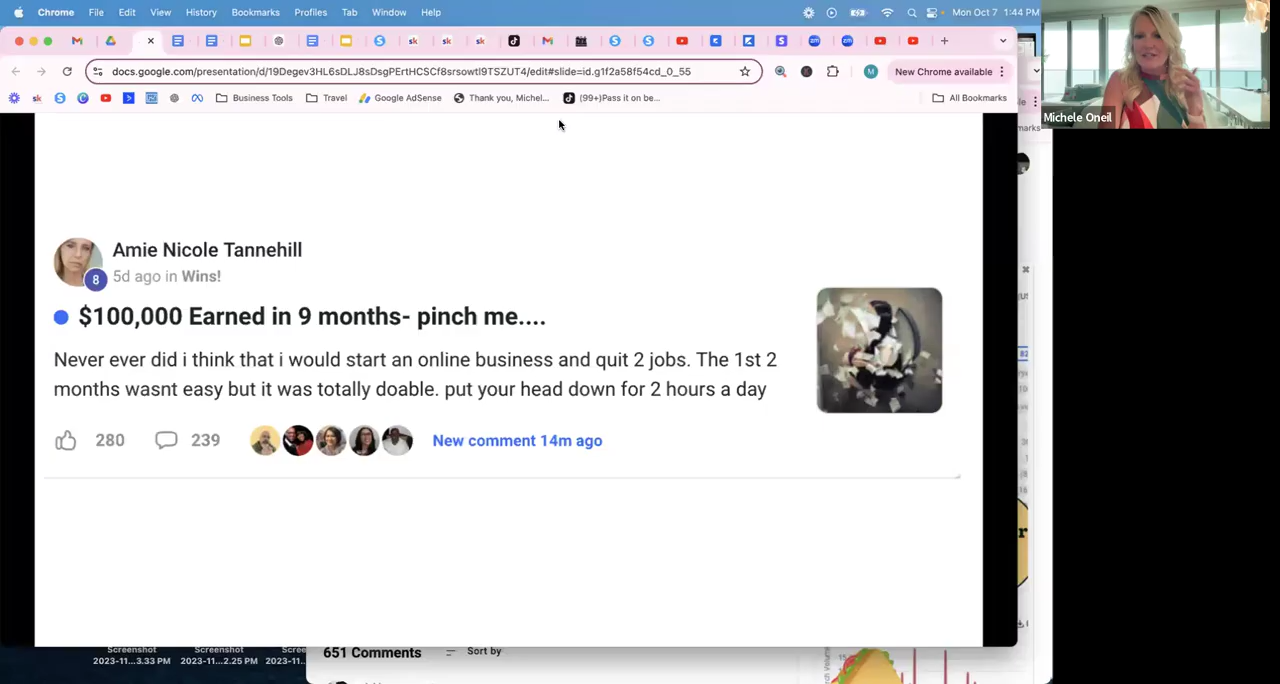 Chrome File Edit View History Bookmarks Profiles Tab Window Help
Mon Oct 7 1:44 PM
docs.google.com/presentation/d/19Degev3HL6sDLJ8sDsgPErtHCSCf8srsowtl9TSZUT4/edit#slide=id.g1f2a58f54cd_0_55
New Chrome available
Business Tools Travel Google AdSense Thank you, Michel... (99+)Pass it on be... All Bookmarks
Michele Oneil
Amie Nicole Tannehill
8
5d ago in Wins!
$100,000 Earned in 9 months- pinch me....
Never ever did i think that i would start an online business and quit 2 jobs. The 1st 2
months wasnt easy but it was totally doable. put your head down for 2 hours a day
280 239 New comment 14m ago
Screenshot Screenshot
2023-11...3.33 PM 2023-11...2.25 PM 2023-11...
651 Comments Sort by